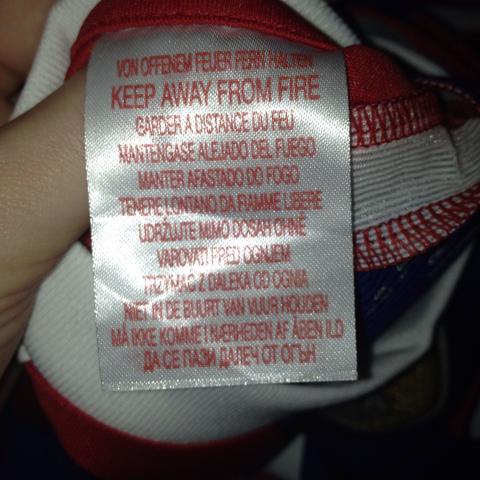 VON OFFENEM FEUER FERN HALTEN
KEEP AWAY FROM FIRE
GARDER A DISTANCE DU FEU
MANTENGASE ALEJADO DEL FUEGO
MANTER AFASTADO DO FOGO
TENERE LONTANO DA FIAMME LIBERE
UDRŽUJTE MIMO DOSAH OHNĚ
VAROVATI PRED OGNJEM
TRZYMAĆ Z DALEKA OD OGNIA
NIET IN DE BUURT VAN VUUR HOUDEN
MÅ IKKE KOMME I NÆRHEDEN AF ÅBEN ILD
ДА СЕ ПАЗИ ДАЛЕЧ ОТ ОГЪН